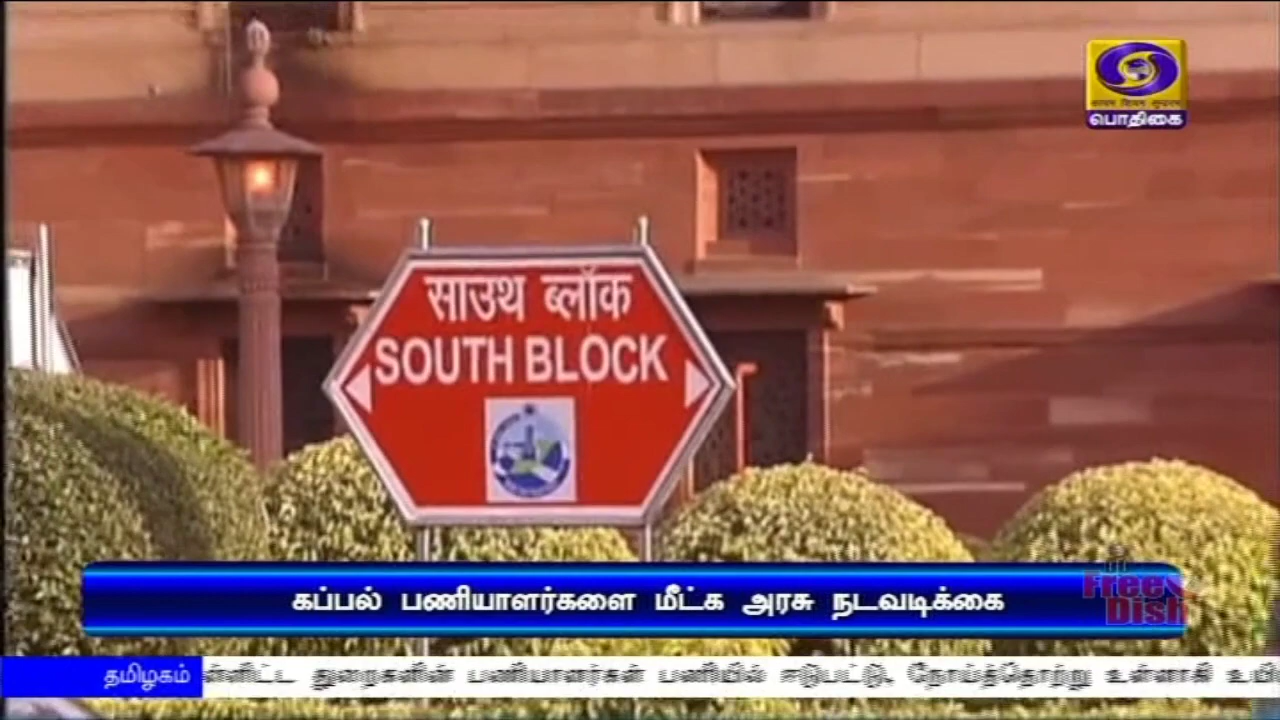 பொதிகை
साउथ ब्लॉक
SOUTH BLOCK
கப்பல் பணியாளர்களை மீட்க அரசு நடவடிக்கை
Free
Dish
தமிழகம்
துறைகளின் பணியாளர்கள் பணியில் ஈடுபட்டு, நோய்த்தொற்று உள்ளாகி